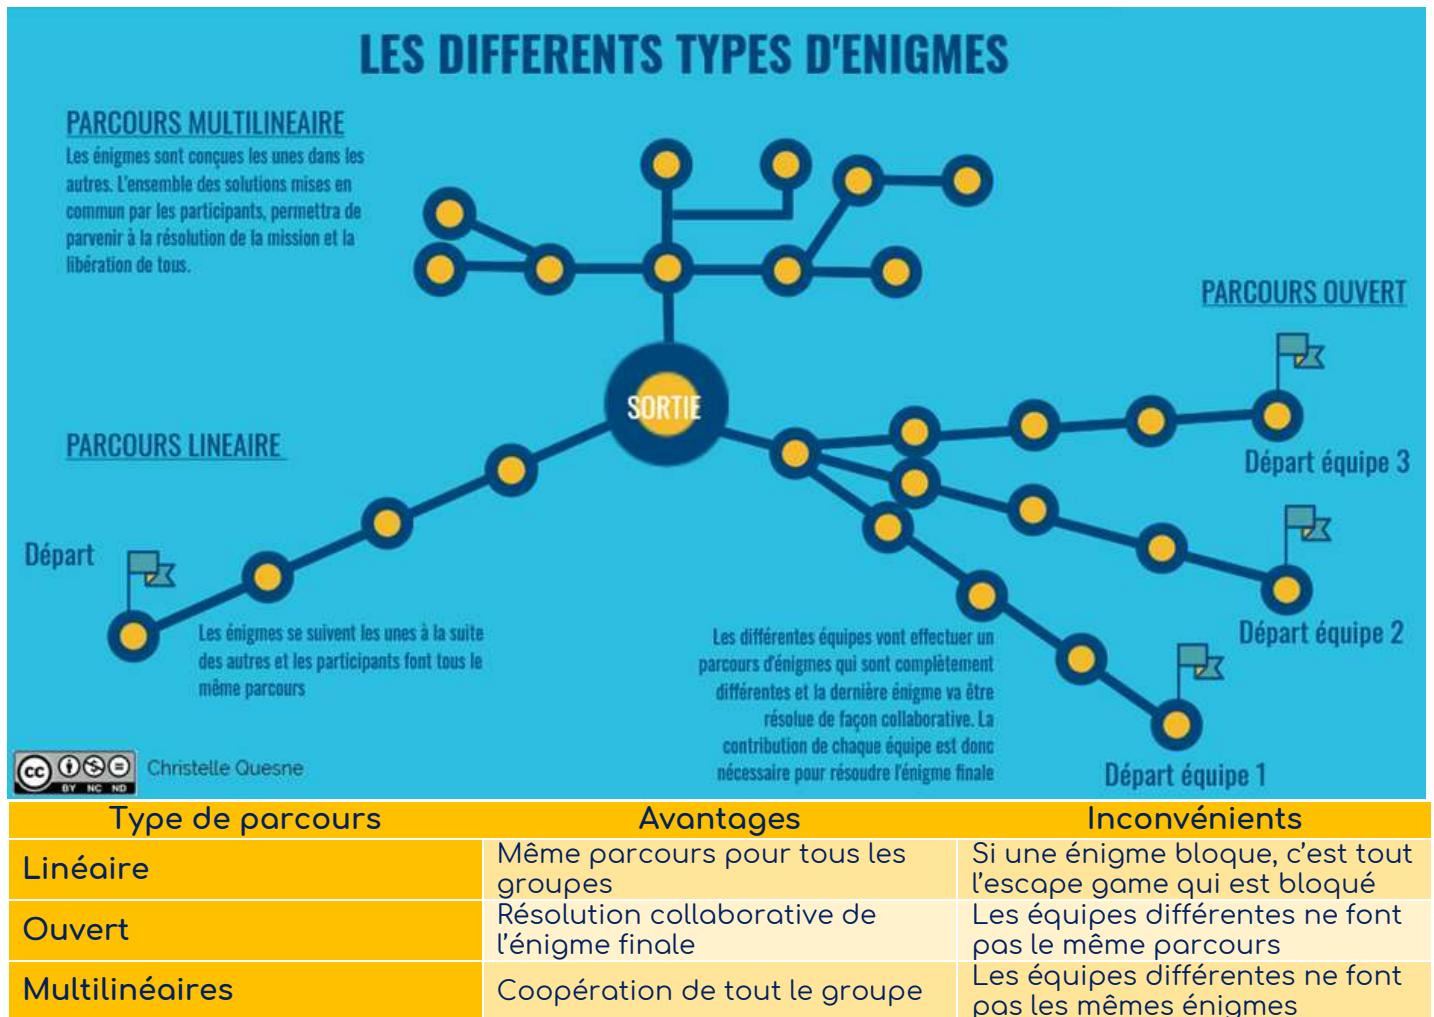 LES DIFFERENTS TYPES D'ENIGMES
PARCOURS MULTILINEAIRE
Les énigmes sont conçues les unes dans les
autres. L'ensemble des solutions mises en
commun par les participants, permettra de
parvenir à la résolution de la mission et la
libération de tous.
PARCOURS OUVERT
SORTIE
PARCOURS LINEAIRE
Départ équipe 3
Départ
Départ équipe 2
Les énigmes se suivent les unes à la suite
des autres et les participants font tous le
même parcours
Les différentes équipes vont effectuer un
parcours d'énigmes qui sont complètement
différentes et la dernière énigme va être
résolue de façon collaborative. La
contribution de chaque équipe est donc
nécessaire pour résoudre l'énigme finale
Départ équipe 1
cc
BY NC ND
Christelle Quesne
Type de parcours Avantages Inconvénients
Linéaire
Même parcours pour tous les
groupes
Si une énigme bloque, c'est tout
l'escape game qui est bloqué
Ouvert
Résolution collaborative de
l'énigme finale
Les équipes différentes ne font
pas le même parcours
Multilinéaires
Coopération de tout le groupe
Les équipes différentes ne font
pas les mêmes énigmes